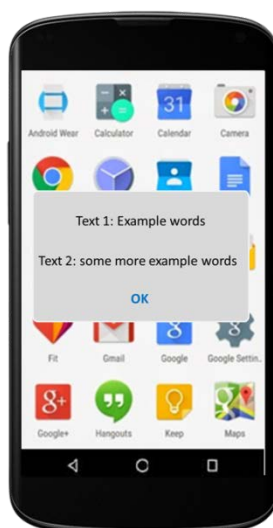 Android Wear Calculator Calendar Camera
31
Text 1: Example words
Text 2: some more example words
OK
Fit Gmail Google Google Settin..
Google+ Hangouts Keep Maps